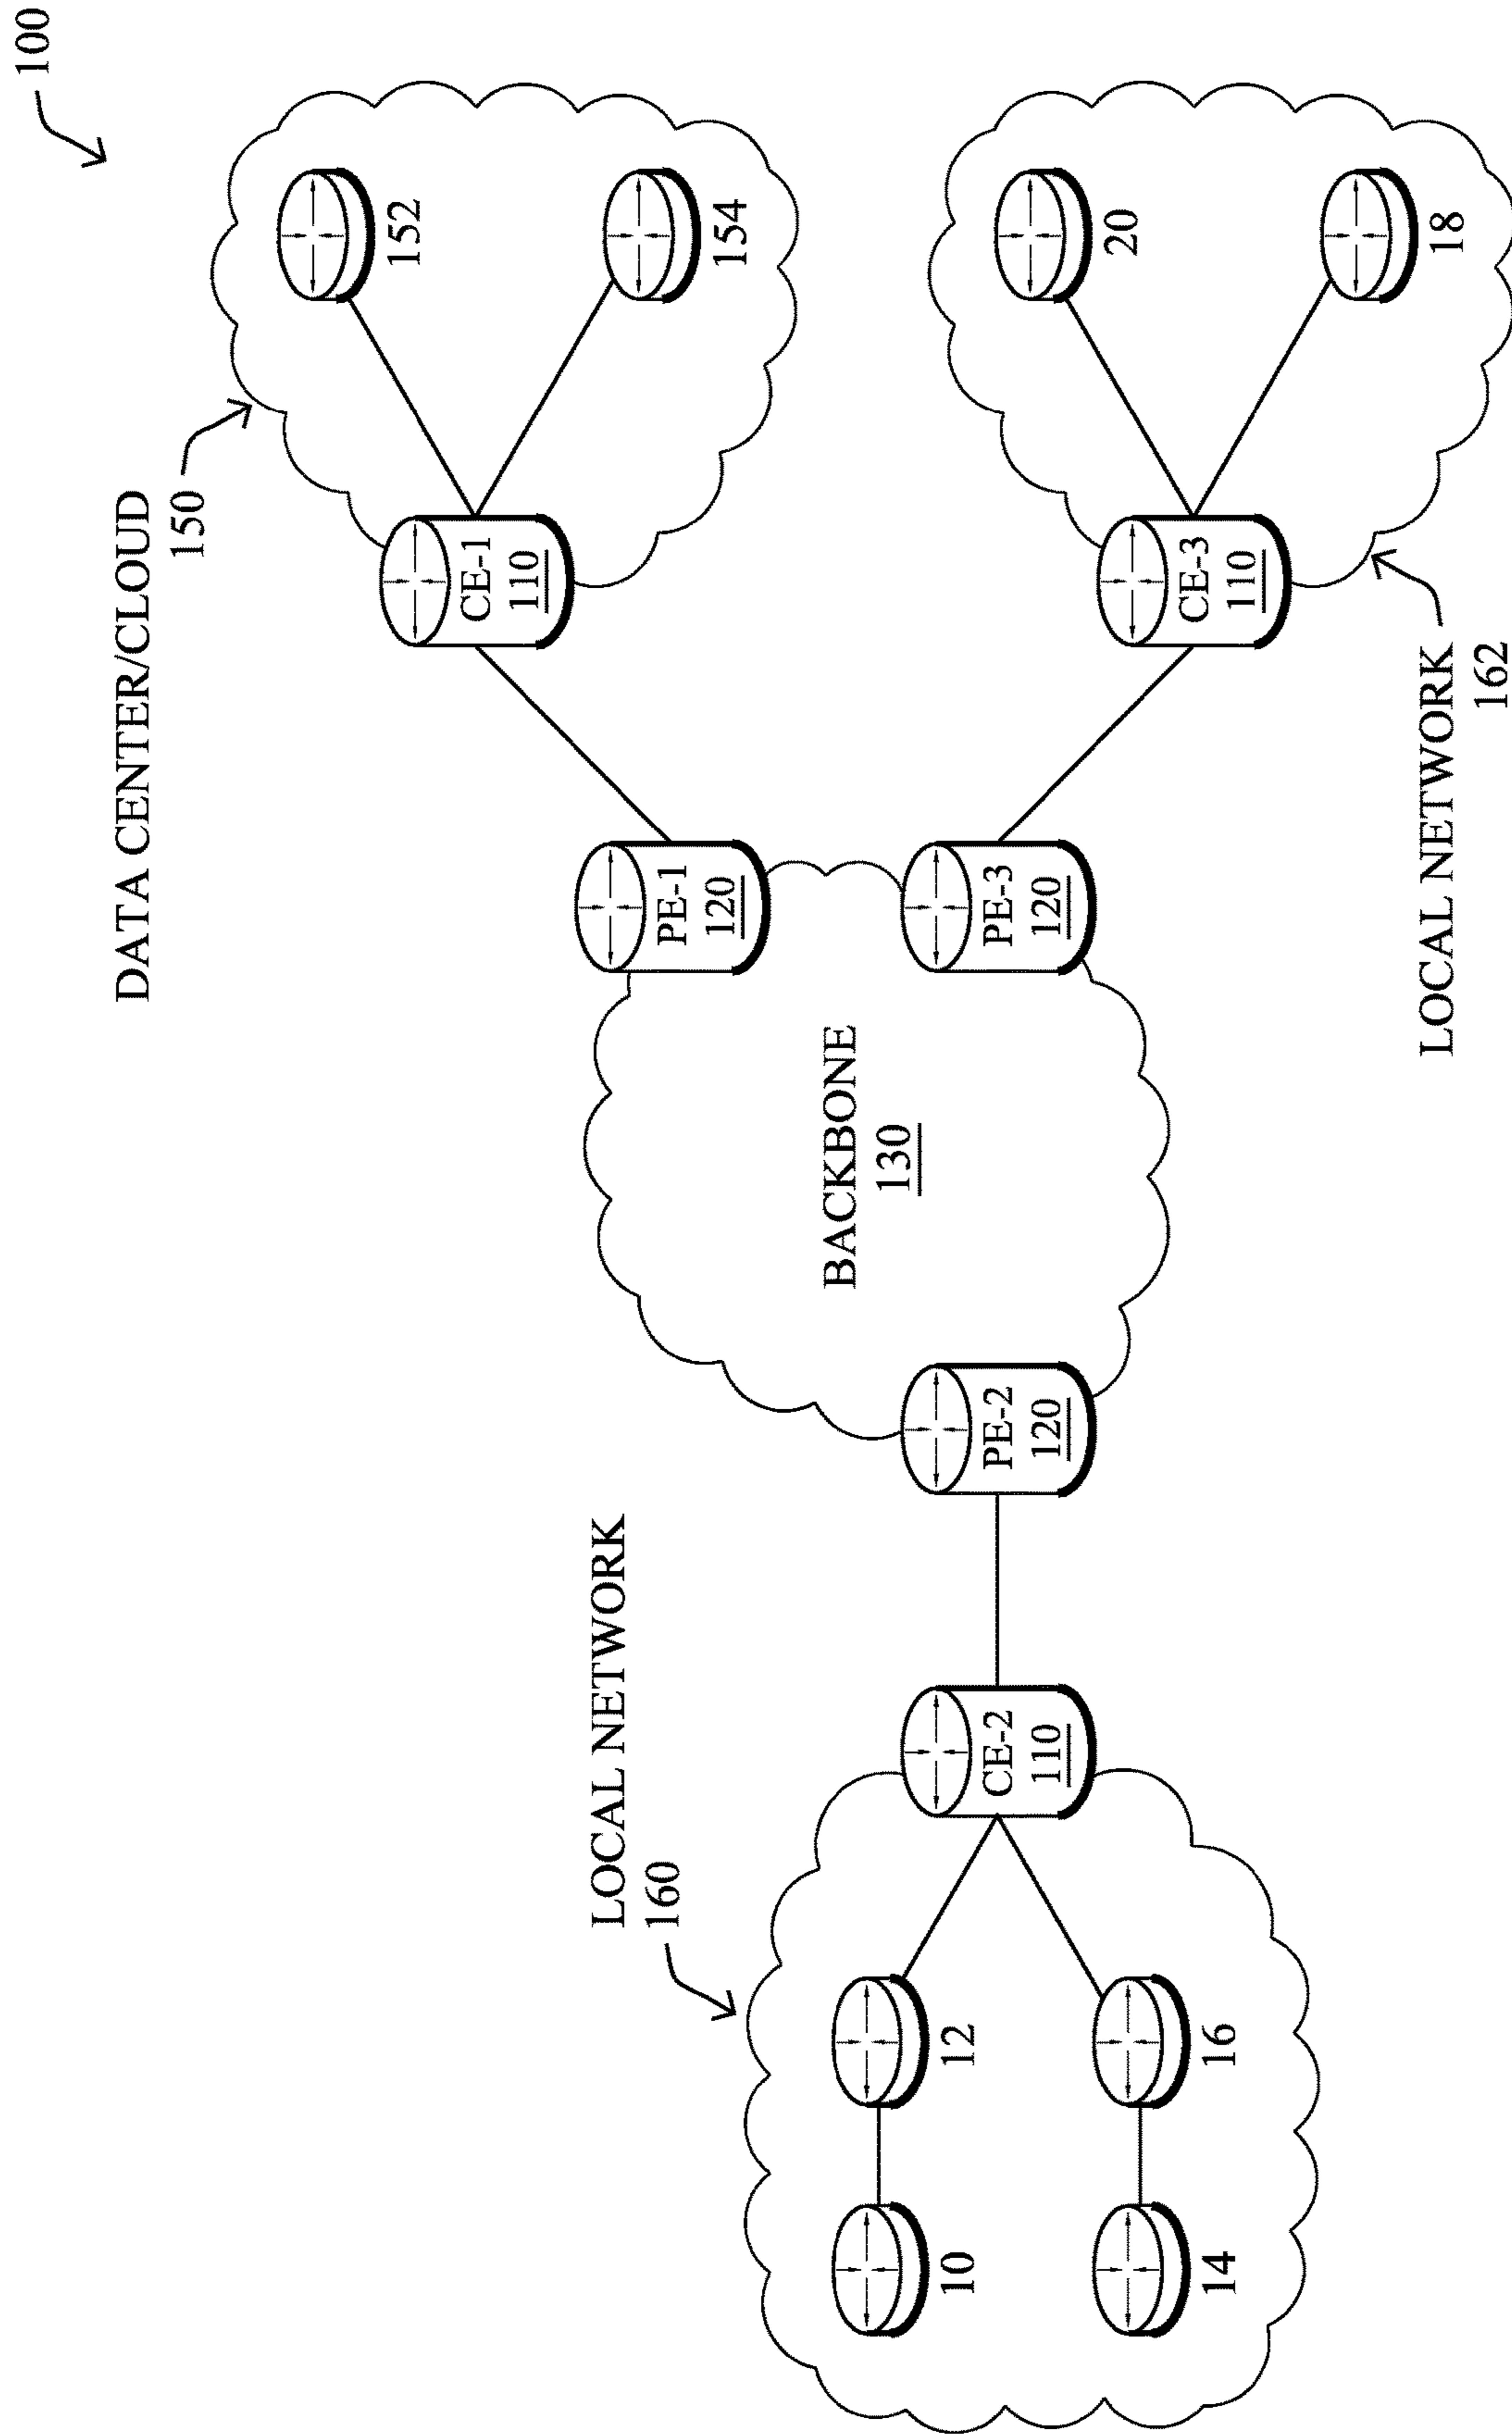 100
DATA CENTER/CLOUD
150
152
154
CE-1
110
PE-1
120
BACKBONE
130
PE-3
120
CE-3
110
20
18
LOCAL NETWORK
162
LOCAL NETWORK
160
PE-2
120
CE-2
110
12
10
16
14